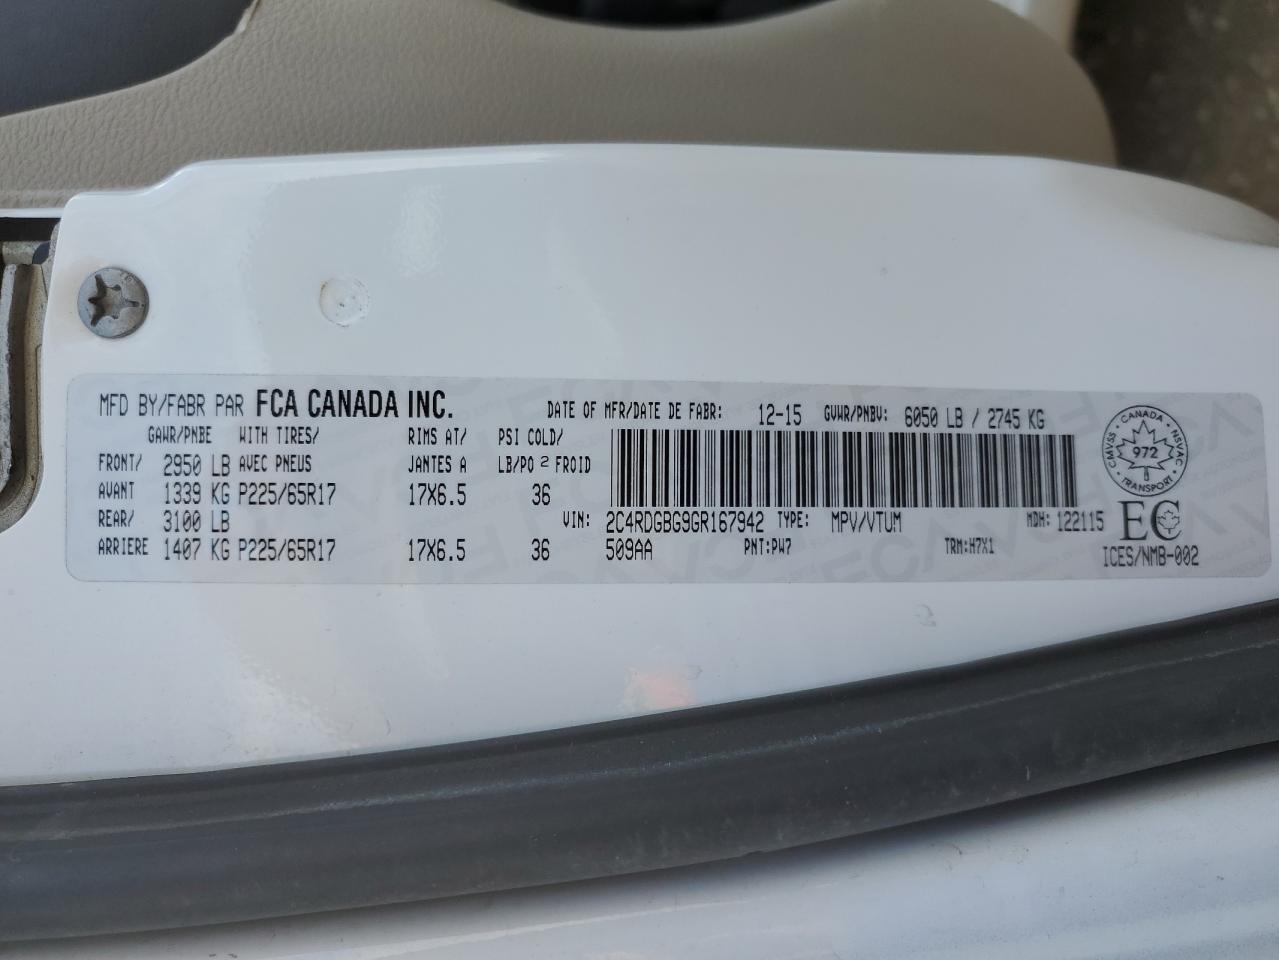 MFD BY/FABR PAR FCA CANADA INC. DATE OF MFR/DATE DE FABR: 12-15 GVWR/PNBV: 6050 LB / 2745 KG
GAWR/PNBE WITH TIRES/ RIMS AT/ PSI COLD/
FRONT/ 2950 LB AVEC PNEUS JANTES A LB/PO² FROID
AVANT 1339 KG P225/65R17 17X6.5 36
REAR/ 3100 LB VIN: 2C4RDGBG9GR167942 TYPE: MPV/VTUM MDH: 122115
ARRIERE 1407 KG P225/65R17 17X6.5 36 509AA PNT:PW7 TRM:H7X1
CANADA
CMVSS 972 NSVAC
TRANSPORT
EC
ICES/NMB-002